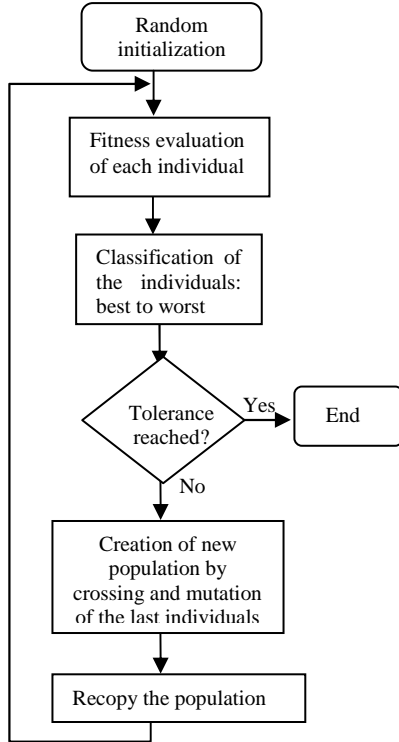 Random
initialization
Fitness evaluation
of each individual
Classification of
the individuals:
best to worst
Tolerance
reached?
Yes
End
No
Creation of new
population by
crossing and mutation
of the last individuals
Recopy the population